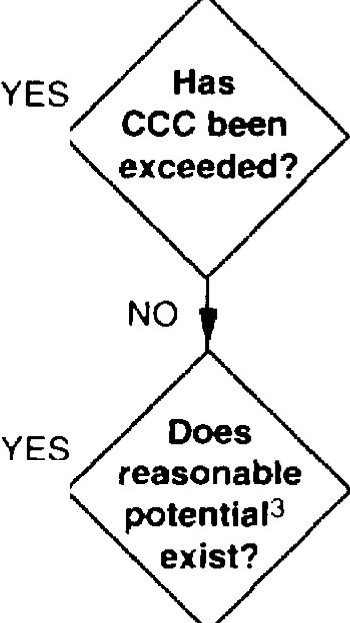 YES
Has
CCC been
exceeded?
NO
YES
Does
reasonable
potential3
exist?